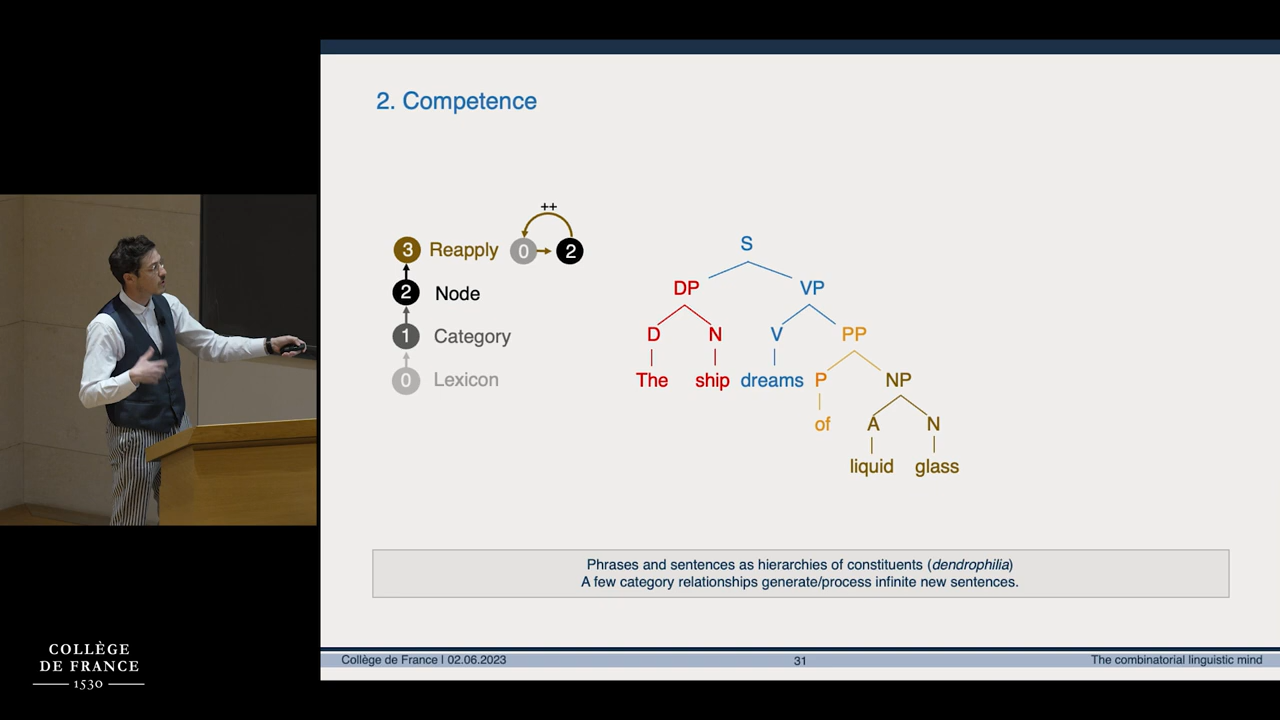 2. Competence
++
3 Reapply 0 2
2 Node
1 Category
0 Lexicon
S
DP VP
D N V PP
The ship dreams P NP
of A N
liquid glass
Phrases and sentences as hierarchies of constituents (dendrophilia)
A few category relationships generate/process infinite new sentences.
COLLÈGE
DE FRANCE
1530
Collège de France I 02.06.2023 31 The combinatorial linguistic mind